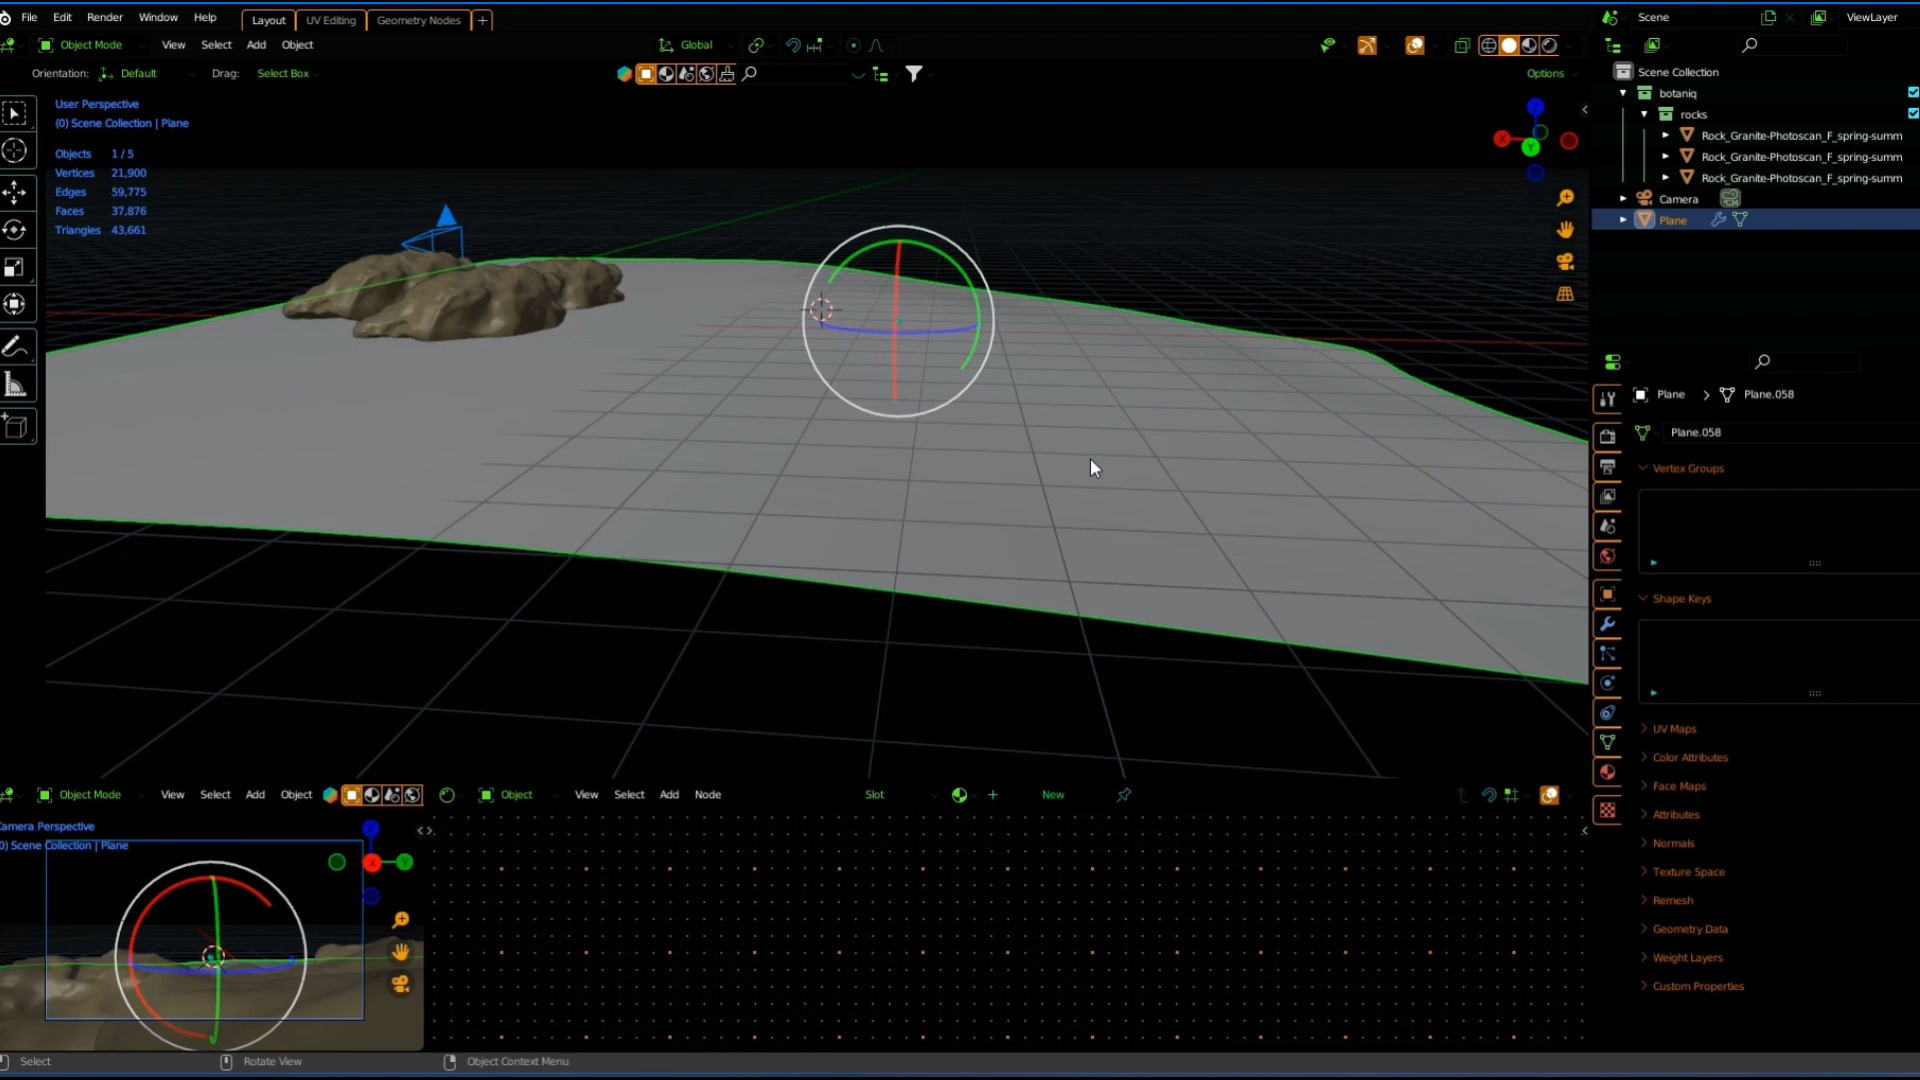 File Edit Render Window Help Layout UV Editing Geometry Nodes + Scene ViewLayer
Object Mode View Select Add Object Global
Orientation: Default Drag: Select Box Options
Scene Collection
botaniq
rocks
Rock_Granite-Photoscan_F_spring-summ
Rock_Granite-Photoscan_F_spring-summ
Rock_Granite-Photoscan_F_spring-summ
Camera
Plane
User Perspective
(0) Scene Collection | Plane
Objects 1 / 5
Vertices 21,900
Edges 59,775
Faces 37,876
Triangles 43,661
Z
X
Y
Plane > Plane.058
Plane.058
Vertex Groups
Shape Keys
UV Maps
Color Attributes
Face Maps
Attributes
Normals
Texture Space
Remesh
Geometry Data
Weight Layers
Custom Properties
Object Mode View Select Add Object
Object View Select Add Node Slot New
Camera Perspective
0) Scene Collection | Plane
Z
X
Y
Select Rotate View Object Context Menu